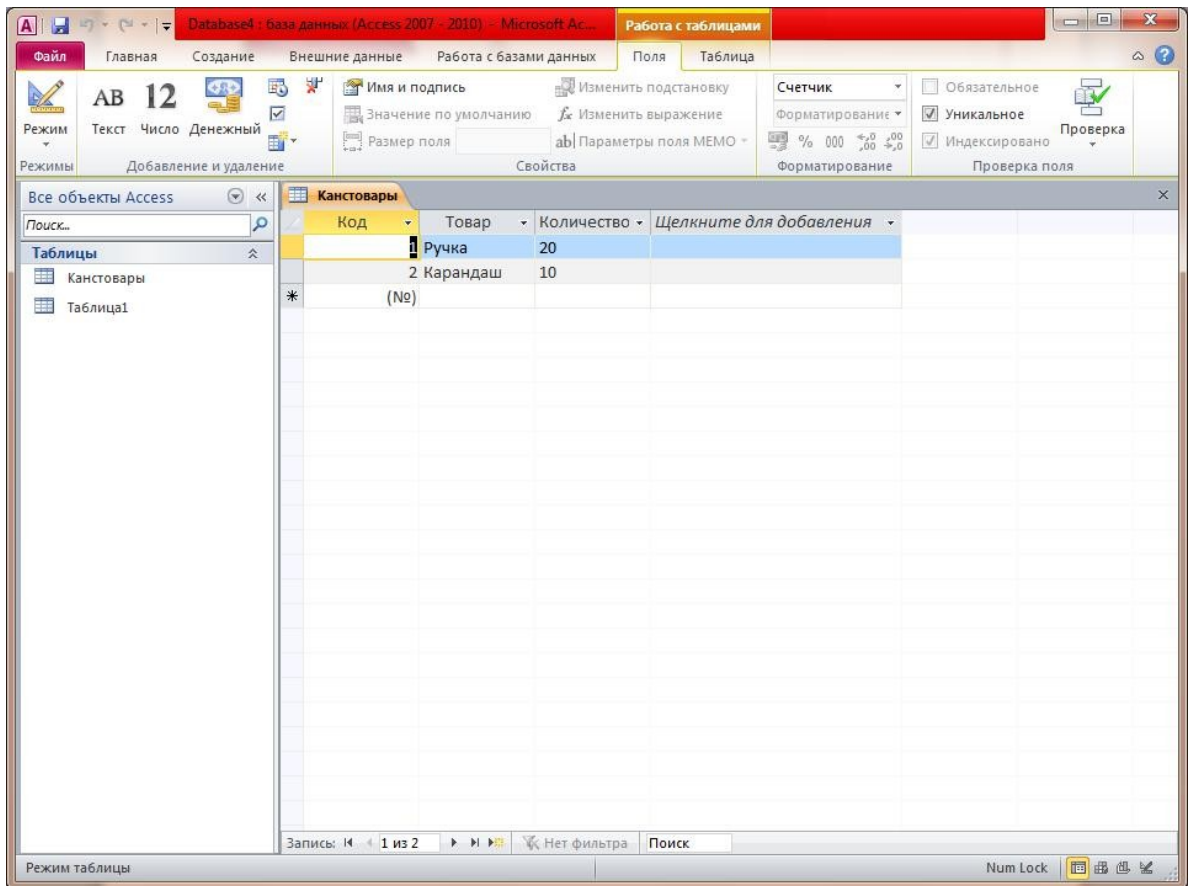 Database4 : база данных (Access 2007 - 2010) - Microsoft Ac...
Работа с таблицами
Файл Главная Создание Внешние данные Работа с базами данных Поля Таблица
Режим
AB Текст
12 Число
Денежный
Имя и подпись
Значение по умолчанию
Размер поля
Изменить подстановку
fx Изменить выражение
ab| Параметры поля МЕМО
Счетчик
Форматирование
% 000
Обязательное
Уникальное
Индексировано
Проверка
Режимы Добавление и удаление Свойства Форматирование Проверка поля
Все объекты Access
Поиск...
Таблицы
Канстовары
Таблица1
Канстовары
Код Товар Количество Щелкните для добавления
1 Ручка 20
2 Карандаш 10
(№)
Запись: 1 из 2 Нет фильтра Поиск
Режим таблицы Num Lock